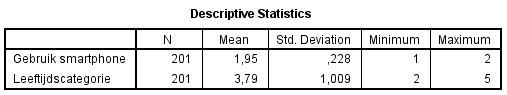 Descriptive Statistics
N Mean Std. Deviation Minimum Maximum
Gebruik smartphone 201 1,95 ,228 1 2
Leeftijdscategorie 201 3,79 1,009 2 5